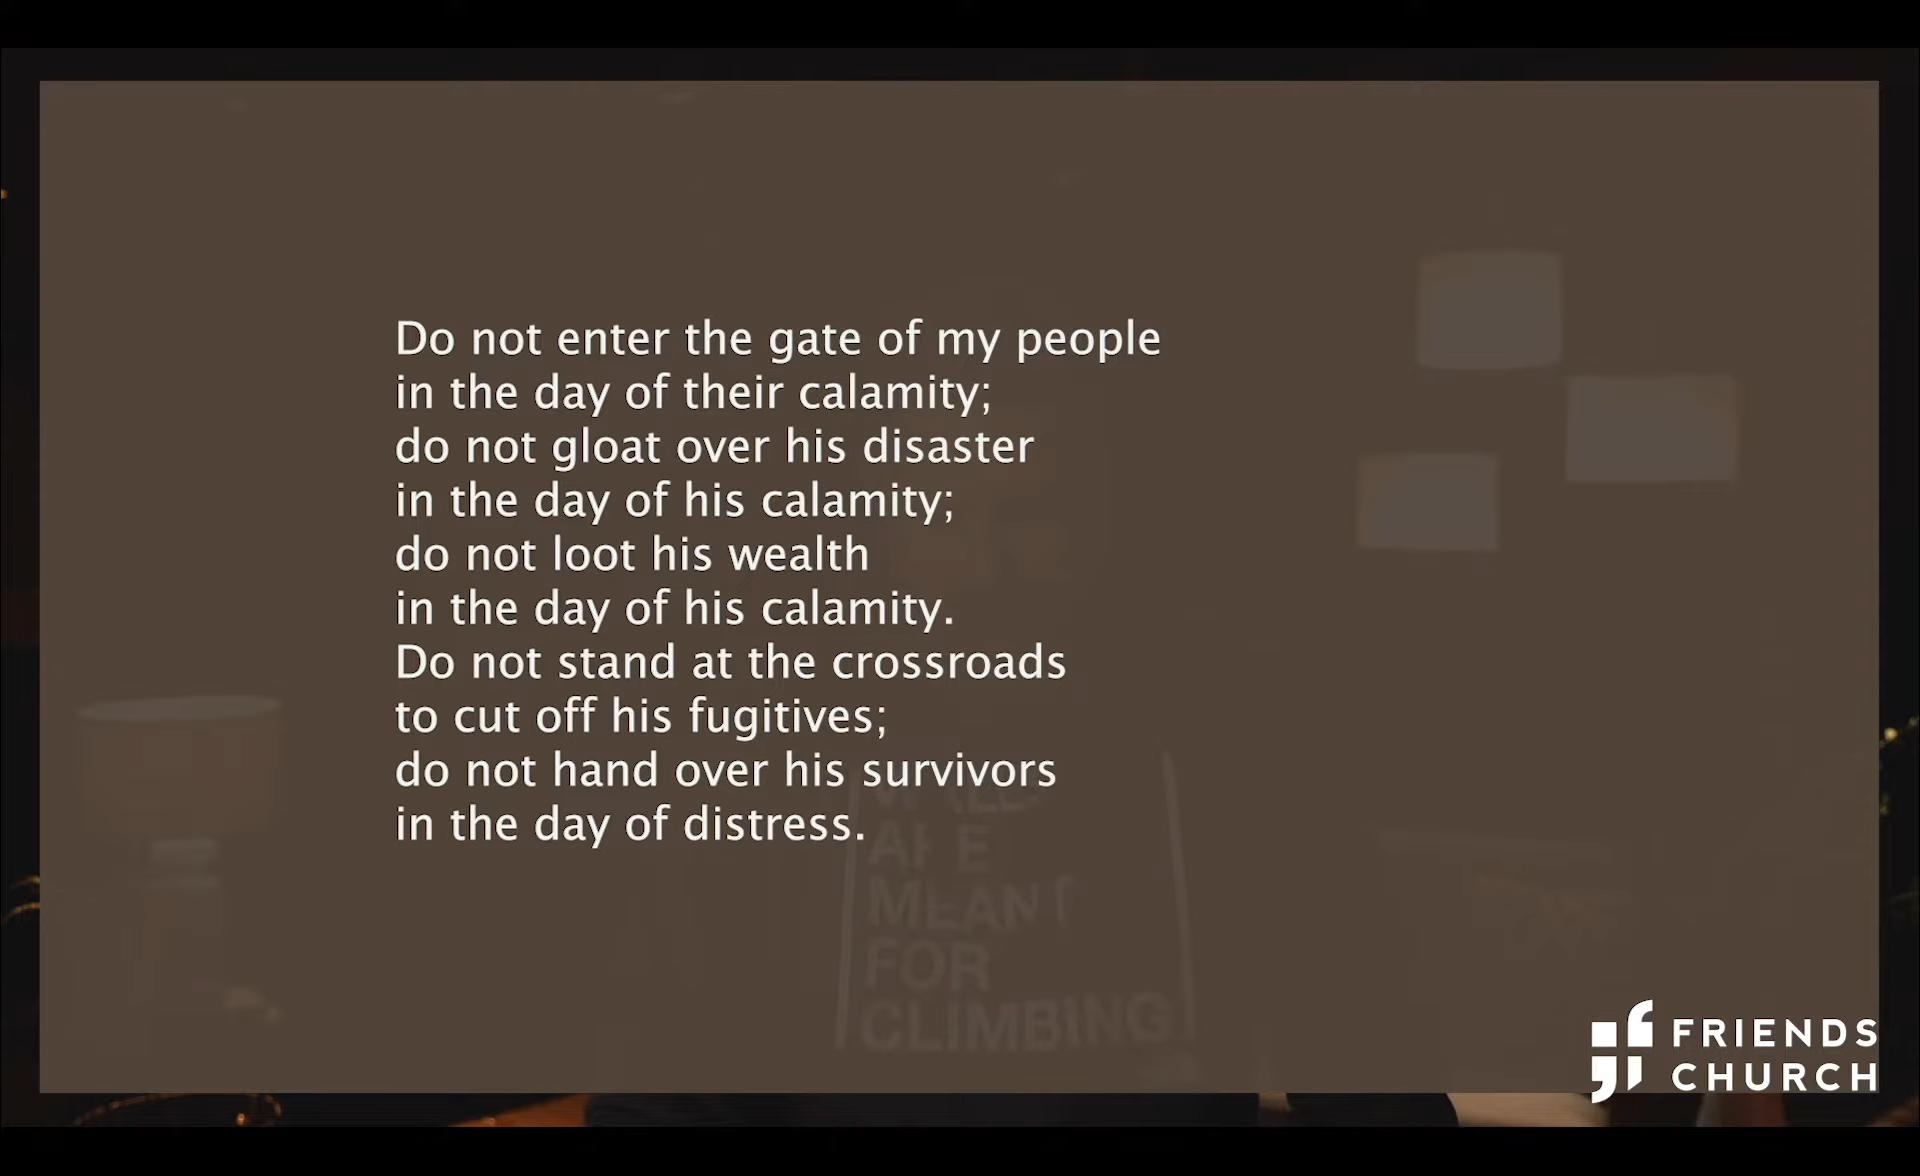 Do not enter the gate of my people
in the day of their calamity;
do not gloat over his disaster
in the day of his calamity;
do not loot his wealth
in the day of his calamity.
Do not stand at the crossroads
to cut off his fugitives;
do not hand over his survivors
in the day of distress.
ARE
MEANT
FOR
CLIMBING
FRIENDS
CHURCH